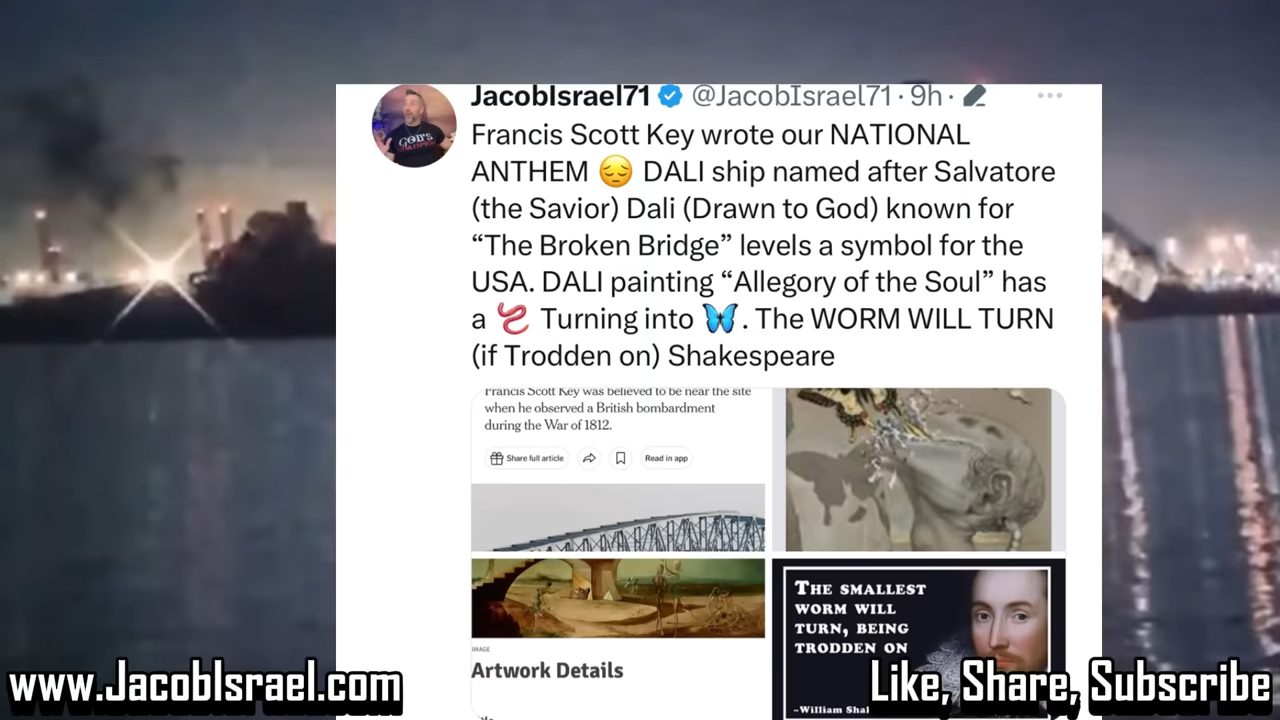 JacobIsrael71 @JacobIsrael71 · 9h ·
Francis Scott Key wrote our NATIONAL
ANTHEM 😔 DALI ship named after Salvatore
(the Savior) Dali (Drawn to God) known for
“The Broken Bridge” levels a symbol for the
USA. DALI painting “Allegory of the Soul” has
a 🪱 Turning into 🦋. The WORM WILL TURN
(if Trodden on) Shakespeare
GOD'S
Francis Scott Key was believed to be near the site
when he observed a British bombardment
during the War of 1812.
Share full article
Read in app
IMAGE
Artwork Details
THE SMALLEST
WORM WILL
TURN, BEING
TRODDEN ON
–William
www.JacobIsrael.com
Like, Share, Subscribe